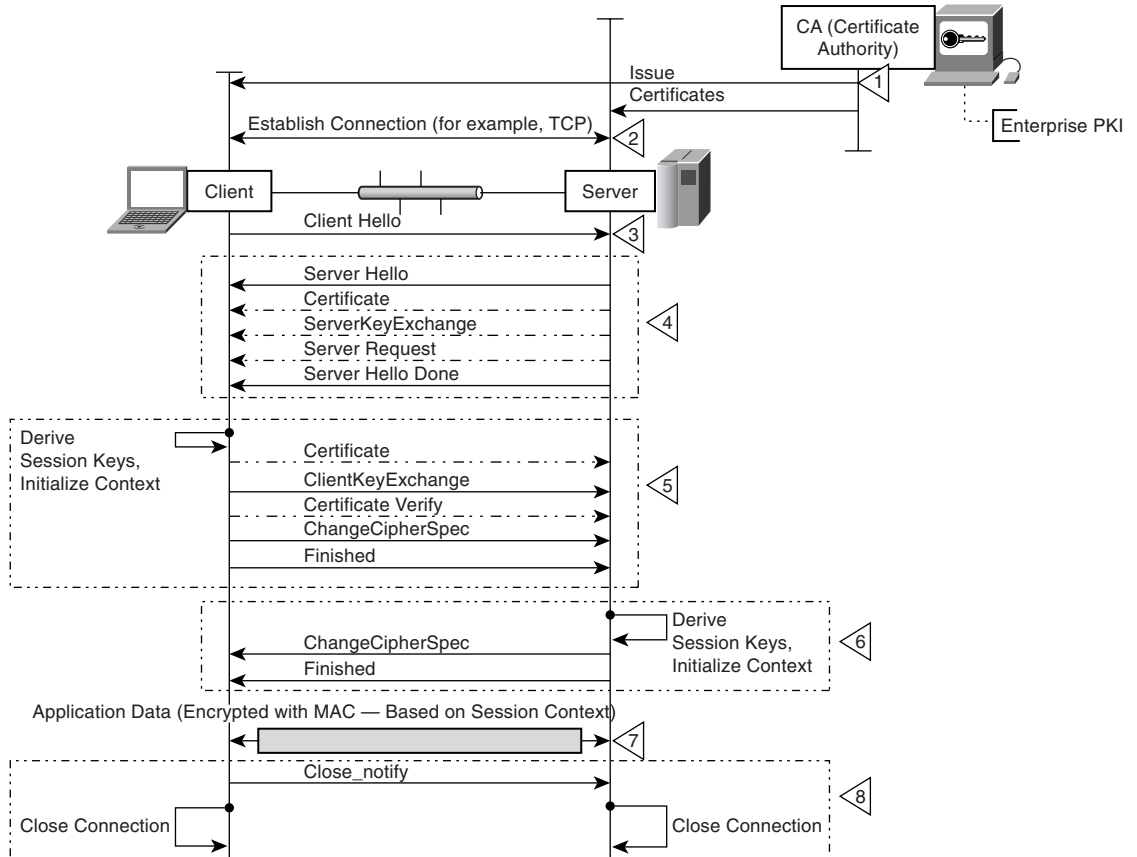 CA (Certificate
Authority)
Issue
1
Certificates
Enterprise PKI
Establish Connection (for example, TCP)
2
Client
Server
Client Hello
3
Server Hello
Certificate
ServerKeyExchange
4
Server Request
Server Hello Done
Derive
Session Keys,
Initialize Context
Certificate
ClientKeyExchange
5
Certificate Verify
ChangeCipherSpec
Finished
Derive
Session Keys,
Initialize Context
6
ChangeCipherSpec
Finished
Application Data (Encrypted with MAC — Based on Session Context)
7
Close_notify
8
Close Connection
Close Connection